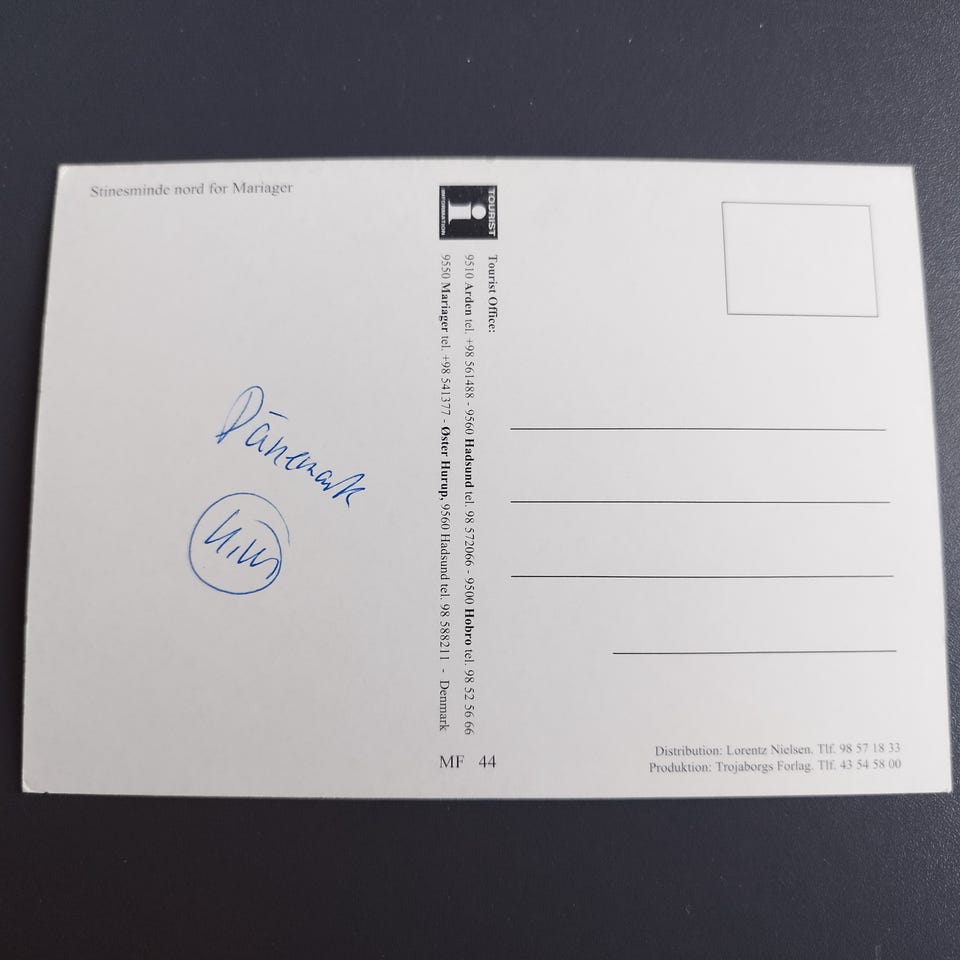 Stinesminde nord for Mariager
TOURIST
INFORMATION
Tourist Office:
9510 Arden tel. +98 561488 - 9560 Hadsund tel. 98 572066 - 9500 Hobro tel. 98 52 56 66
9550 Mariager tel. +98 541377 - Øster Hurup, 9560 Hadsund tel. 98 588211 - Denmark
Dänemark
MF 44
Distribution: Lorentz Nielsen. Tlf. 98 57 18 33
Produktion: Trojaborgs Forlag. Tlf. 43 54 58 00